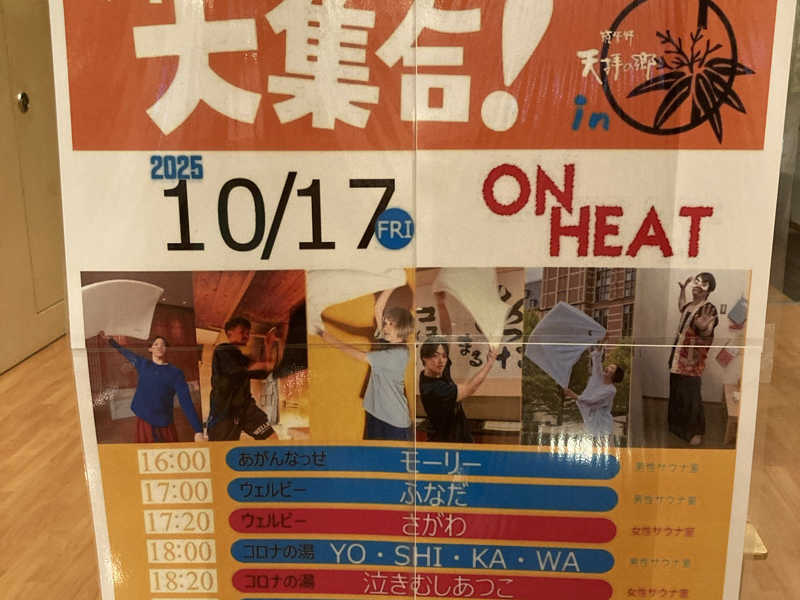 大集合!
筑紫野
天拝の郷
in
2025
10/17 FRI
ON
HEAT
16:00 あがんなっせ モーリー 男性サウナ室
17:00 ウェルビー ふなだ 男性サウナ室
17:20 ウェルビー さがわ 女性サウナ室
18:00 コロナの湯 YO・SHI・KA・WA 男性サウナ室
18:20 コロナの湯 泣きむしあつこ 女性サウナ室